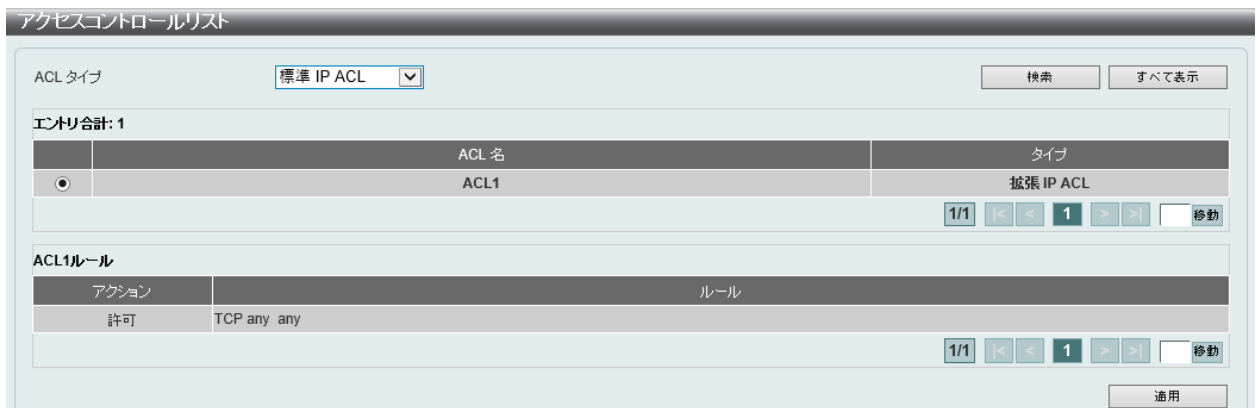 アクセスコントロールリスト
ACL タイプ 標準 IP ACL 検索 すべて表示
エントリ合計: 1
ACL 名 タイプ
ACL1 拡張 IP ACL
1/1 |< < 1 > >| 移動
ACL1ルール
アクション ルール
許可 TCP any any
1/1 |< < 1 > >| 移動
適用